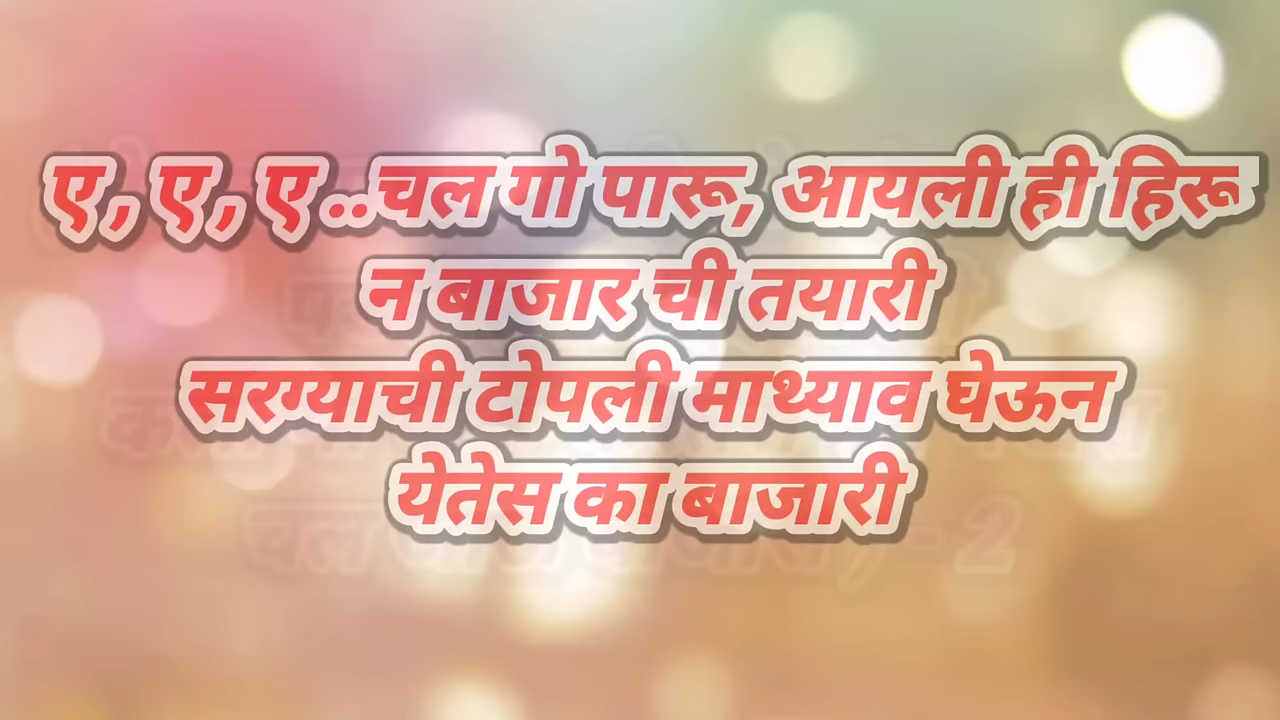 ए , ए , ए ..चल गो पारू, आयली ही हिरू
न बाजार ची तयारी
सरग्याची टोपली माथ्याव घेऊन
येतेस का बाजारी